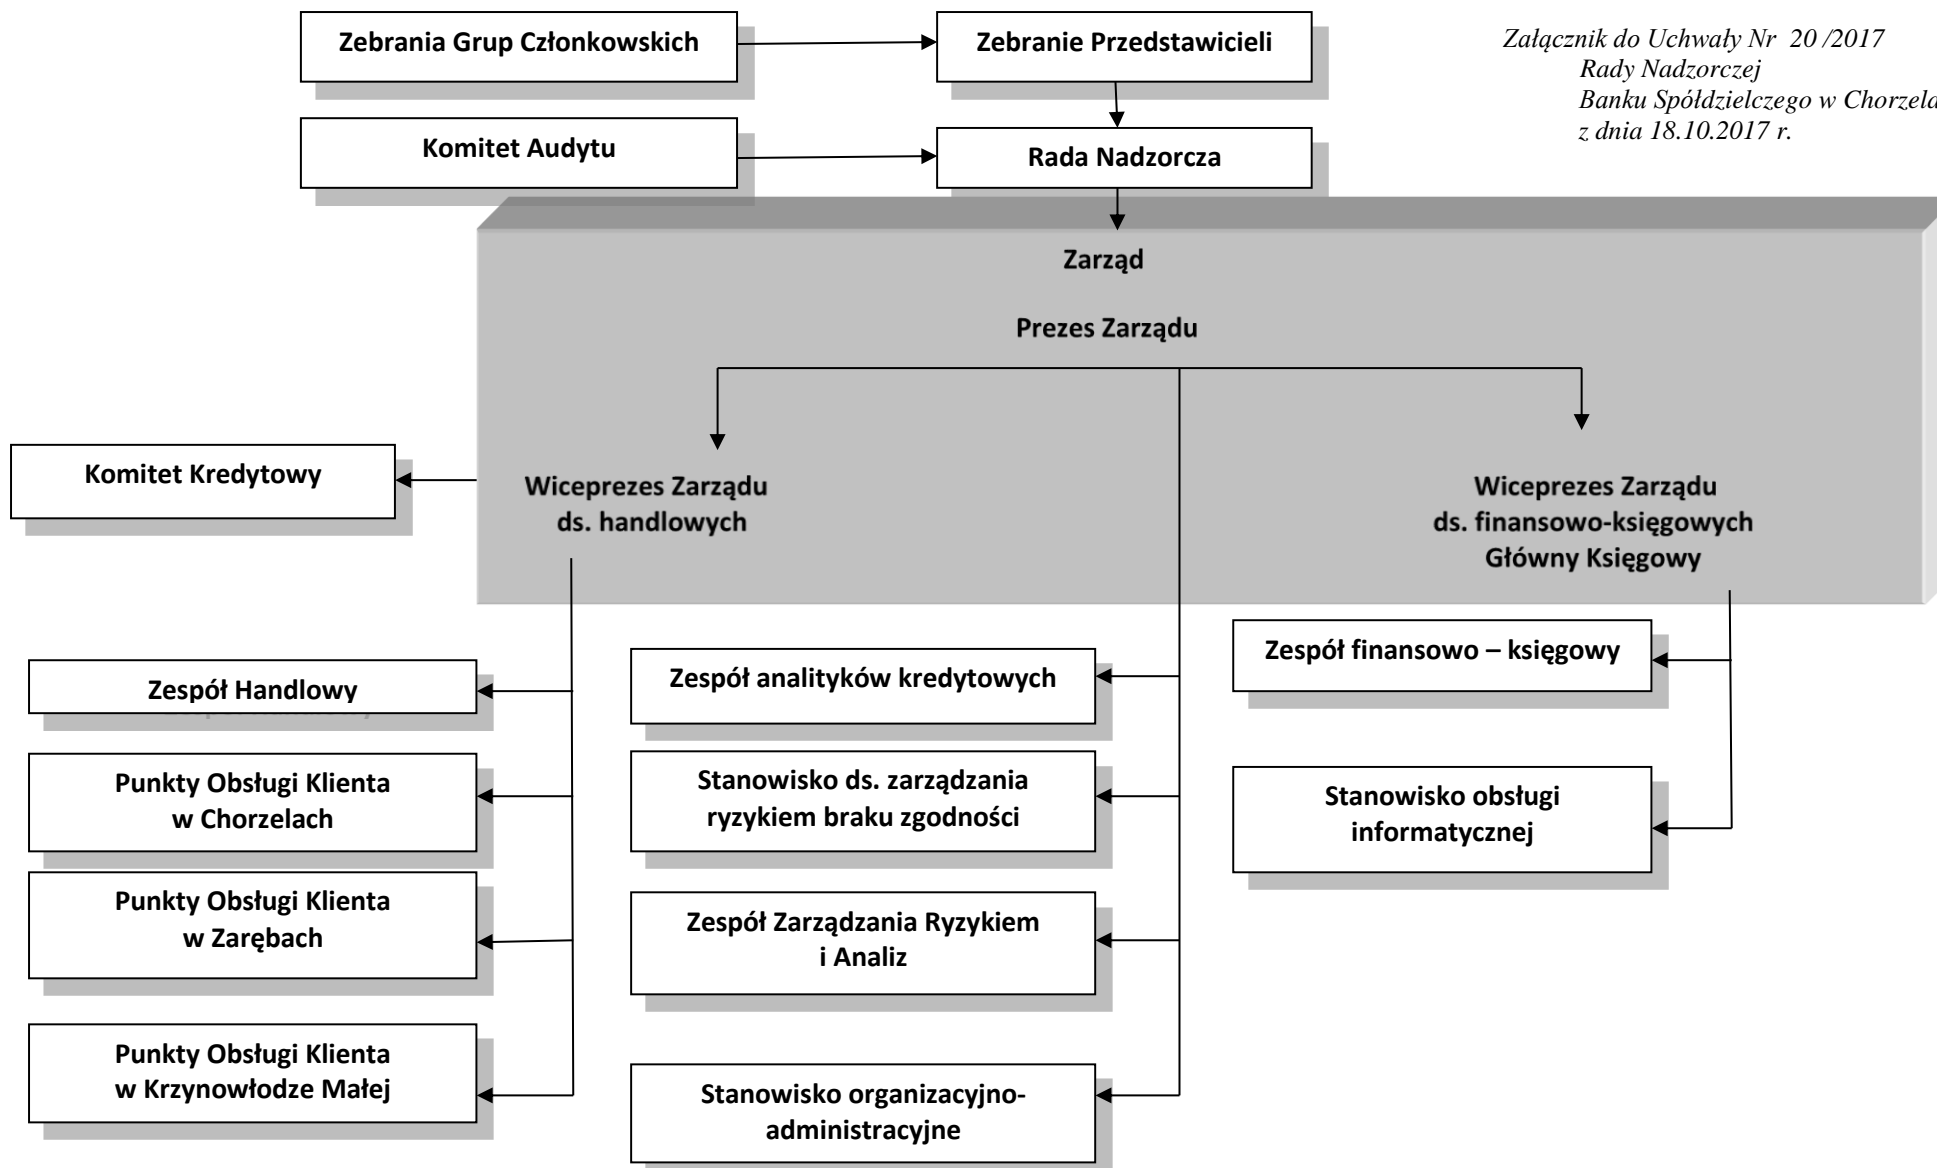 Zebrania Grup Członkowskich
Zebranie Przedstawicieli
Załącznik do Uchwały Nr 20 /2017
Rady Nadzorczej
Banku Spółdzielczego w
z dnia 18.10.2017 r.
Komitet Audytu
Rada Nadzorcza
Zarząd
Prezes Zarządu
Komitet Kredytowy
Wiceprezes Zarządu
ds. handlowych
Wiceprezes Zarządu
ds. finansowo-księgowych
Główny Księgowy
Zespół Handlowy
Punkty Obsługi Klienta
w Chorzelach
Punkty Obsługi Klienta
w Zarębach
Punkty Obsługi Klienta
w Krzynowłodze Małej
Zespół analityków kredytowych
Stanowisko ds. zarządzania
ryzykiem braku zgodności
Zespół Zarządzania Ryzykiem
i Analiz
Stanowisko organizacyjno-
administracyjne
Zespół finansowo – księgowy
Stanowisko obsługi
informatycznej